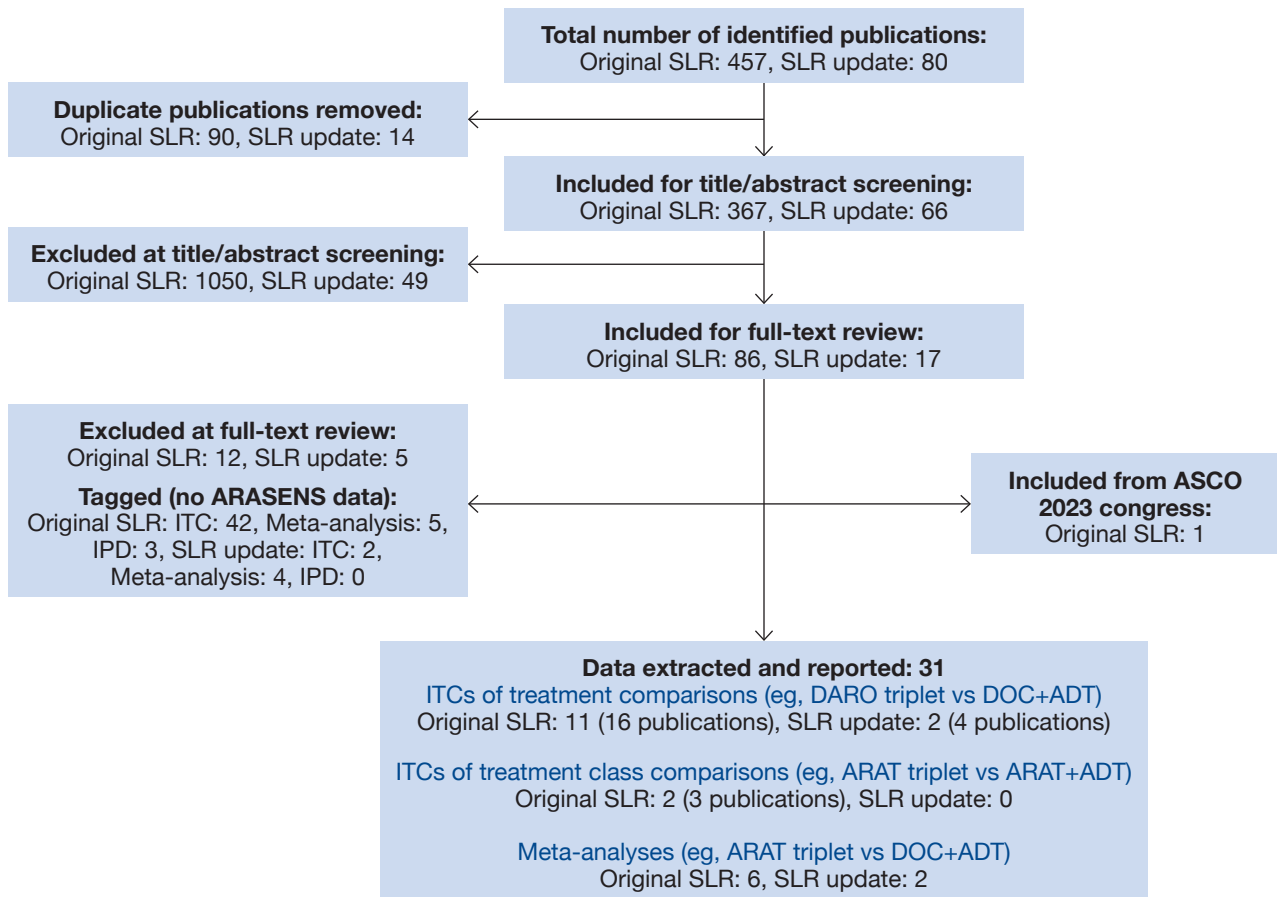 Total number of identified publications:
Original SLR: 457, SLR update: 80
Duplicate publications removed:
Original SLR: 90, SLR update: 14
Included for title/abstract screening:
Original SLR: 367, SLR update: 66
Excluded at title/abstract screening:
Original SLR: 1050, SLR update: 49
Included for full-text review:
Original SLR: 86, SLR update: 17
Excluded at full-text review:
Original SLR: 12, SLR update: 5
Tagged (no ARASENS data):
Original SLR: ITC: 42, Meta-analysis: 5,
IPD: 3, SLR update: ITC: 2,
Meta-analysis: 4, IPD: 0
Included from ASCO
2023 congress:
Original SLR: 1
Data extracted and reported: 31
ITCs of treatment comparisons (eg, DARO triplet vs DOC+ADT)
Original SLR: 11 (16 publications), SLR update: 2 (4 publications)
ITCs of treatment class comparisons (eg, ARAT triplet vs ARAT+ADT)
Original SLR: 2 (3 publications), SLR update: 0
Meta-analyses (eg, ARAT triplet vs DOC+ADT)
Original SLR: 6, SLR update: 2